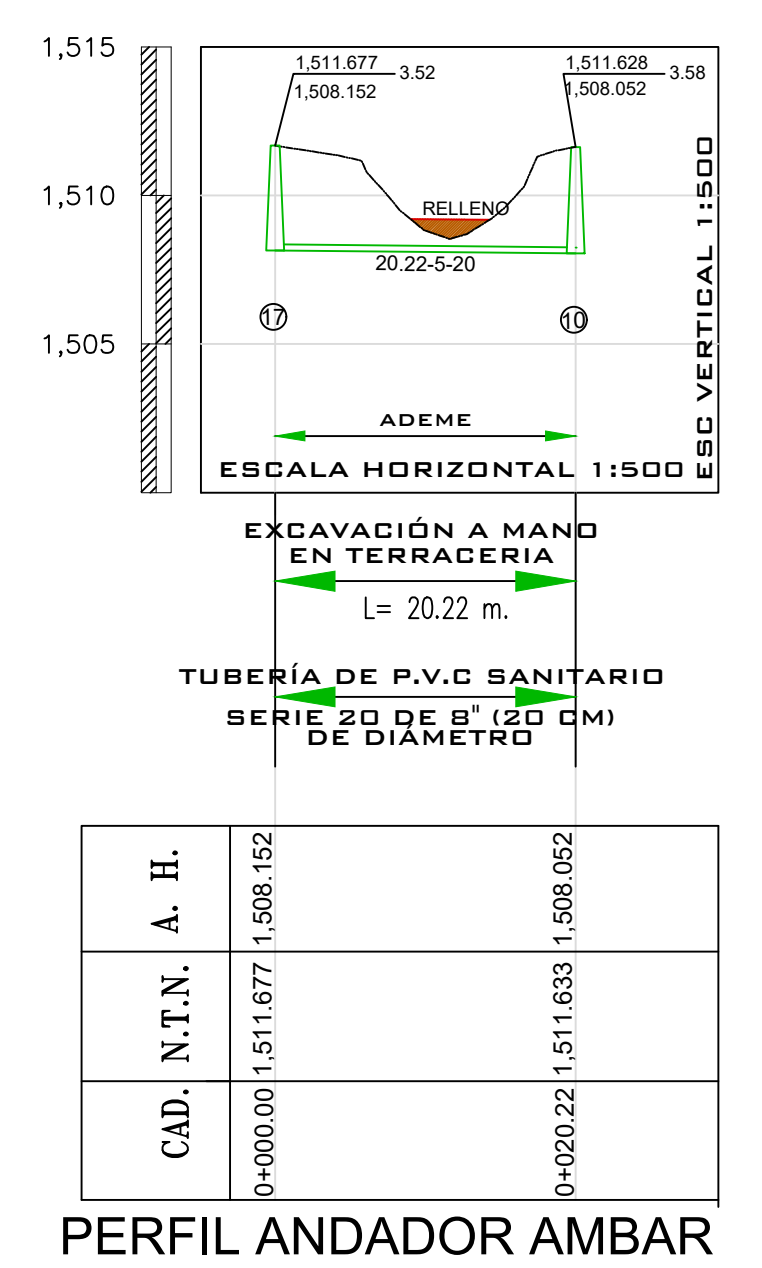 1,515
1,510
1,505
1,511.677
1,508.152
3.52
1,511.628
1,508.052
3.58
RELLENO
20.22-5-20
17
10
ADEME
ESCALA HORIZONTAL 1:500
ESC VERTICAL 1:500
EXCAVACIÓN A MANO
EN TERRACERIA
L= 20.22 m.
TUBERÍA DE P.V.C SANITARIO
SERIE 20 DE 8" (20 CM)
DE DIÁMETRO
A. H. 1,508.152 1,508.052
N.T.N. 1,511.677 1,511.633
CAD. 0+000.00 0+020.22
PERFIL ANDADOR AMBAR